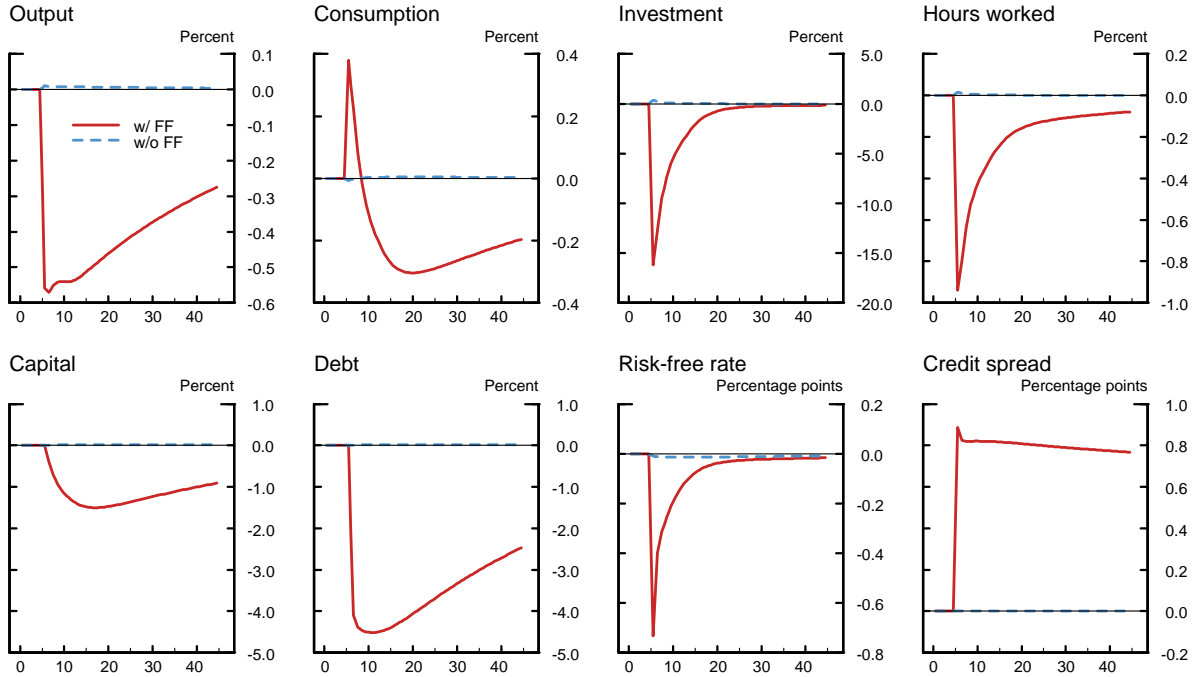 Output
Percent
0.1
0.0
-0.1
-0.2
-0.3
-0.4
-0.5
-0.6
w/ FF
w/o FF
0 10 20 30 40
Consumption
Percent
0.4
0.2
0.0
-0.2
-0.4
0 10 20 30 40
Investment
Percent
5.0
0.0
-5.0
-10.0
-15.0
-20.0
0 10 20 30 40
Hours worked
Percent
0.2
0.0
-0.2
-0.4
-0.6
-0.8
-1.0
0 10 20 30 40
Capital
Percent
1.0
0.0
-1.0
-2.0
-3.0
-4.0
-5.0
0 10 20 30 40
Debt
Percent
1.0
0.0
-1.0
-2.0
-3.0
-4.0
-5.0
0 10 20 30 40
Risk-free rate
Percentage points
0.2
0.0
-0.2
-0.4
-0.6
-0.8
0 10 20 30 40
Credit spread
Percentage points
1.0
0.8
0.6
0.4
0.2
0.0
-0.2
0 10 20 30 40